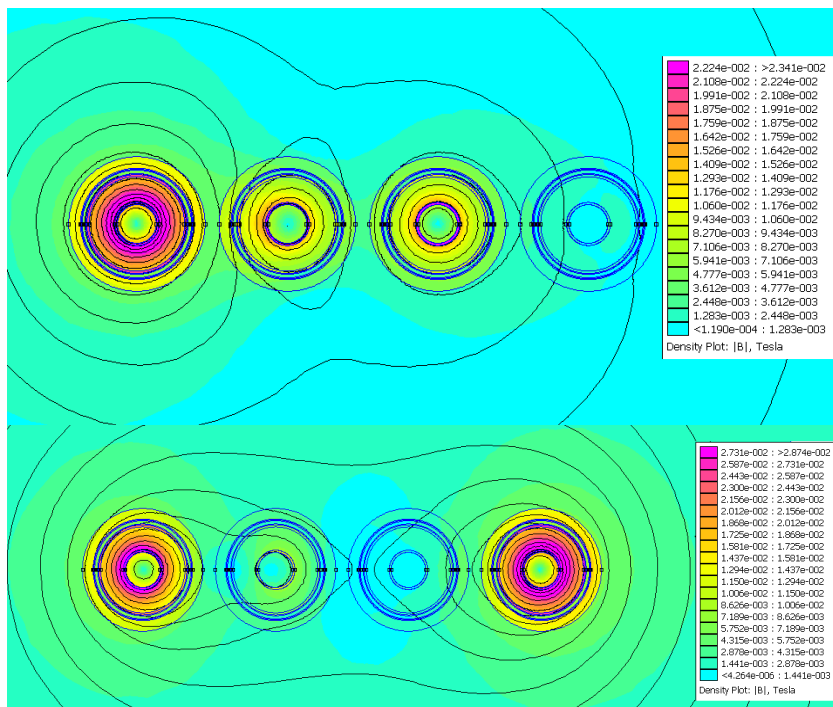 2.224e-002 : >2.341e-002
2.108e-002 : 2.224e-002
1.991e-002 : 2.108e-002
1.875e-002 : 1.991e-002
1.759e-002 : 1.875e-002
1.642e-002 : 1.759e-002
1.526e-002 : 1.642e-002
1.409e-002 : 1.526e-002
1.293e-002 : 1.409e-002
1.176e-002 : 1.293e-002
1.060e-002 : 1.176e-002
9.434e-003 : 1.060e-002
8.270e-003 : 9.434e-003
7.106e-003 : 8.270e-003
5.941e-003 : 7.106e-003
4.777e-003 : 5.941e-003
3.612e-003 : 4.777e-003
2.448e-003 : 3.612e-003
1.283e-003 : 2.448e-003
<1.190e-004 : 1.283e-003
Density Plot: |B|, Tesla
2.731e-002 : >2.874e-002
2.587e-002 : 2.731e-002
2.443e-002 : 2.587e-002
2.300e-002 : 2.443e-002
2.156e-002 : 2.300e-002
2.012e-002 : 2.156e-002
1.868e-002 : 2.012e-002
1.725e-002 : 1.868e-002
1.581e-002 : 1.725e-002
1.437e-002 : 1.581e-002
1.294e-002 : 1.437e-002
1.150e-002 : 1.294e-002
1.006e-002 : 1.150e-002
8.626e-003 : 1.006e-002
7.189e-003 : 8.626e-003
5.752e-003 : 7.189e-003
4.315e-003 : 5.752e-003
2.878e-003 : 4.315e-003
1.441e-003 : 2.878e-003
<4.264e-006 : 1.441e-003
Density Plot: |B|, Tesla